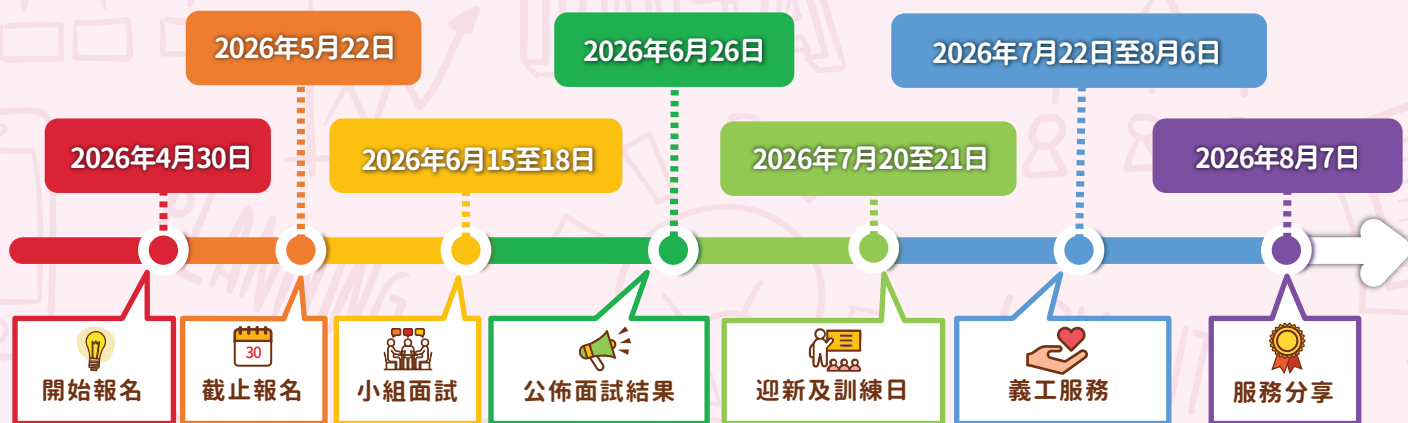 2026年5月22日
2026年6月26日
2026年7月22日至8月6日
2026年4月30日
2026年6月15至18日
2026年7月20至21日
2026年8月7日
PLANNING
30
開始報名
截止報名
小組面試
公佈面試結果
迎新及訓練日
義工服務
服務分享